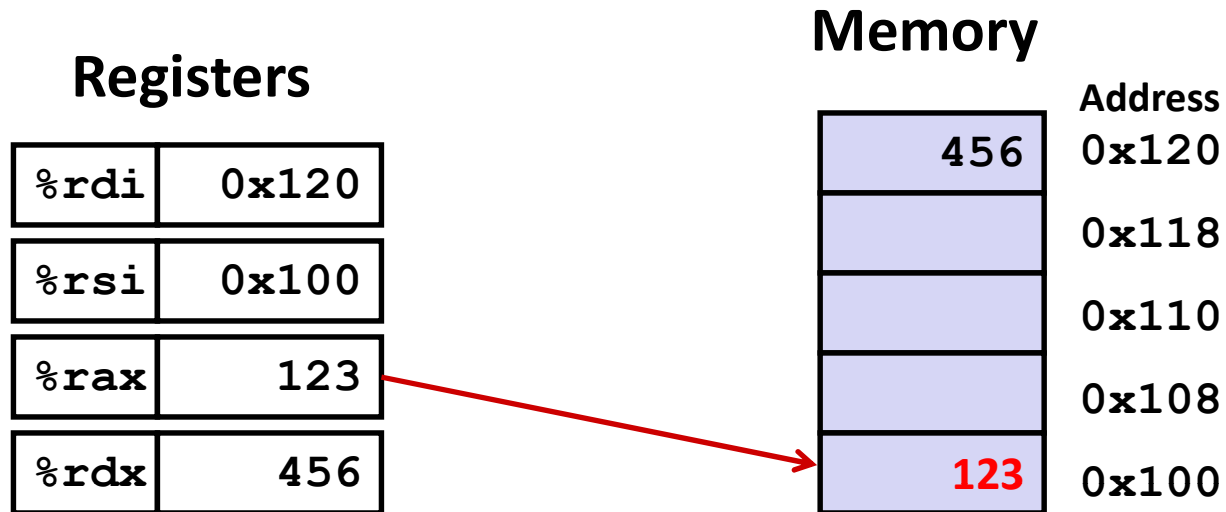 Registers
%rdi 0x120
%rsi 0x100
%rax 123
%rdx 456
Memory
Address
456 0x120
0x118
0x110
0x108
123 0x100